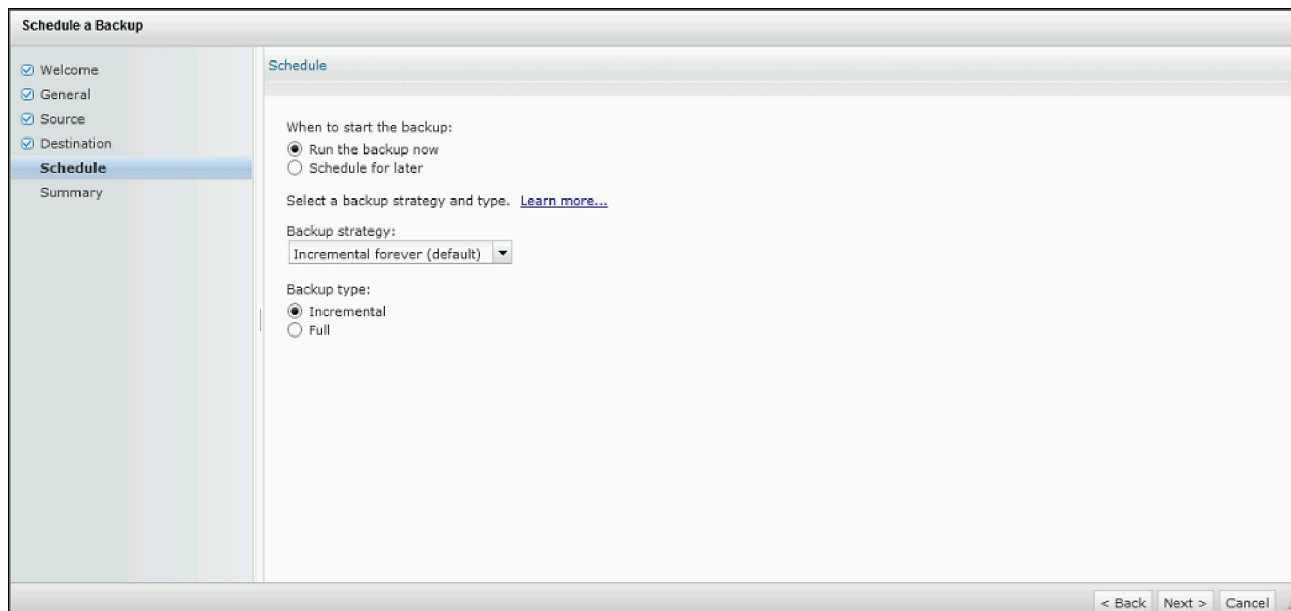 Schedule a Backup
Welcome
General
Source
Destination
Schedule
Summary
Schedule
When to start the backup:
Run the backup now
Schedule for later
Select a backup strategy and type. Learn more...
Backup strategy:
Incremental forever (default)
Backup type:
Incremental
Full
< Back Next > Cancel